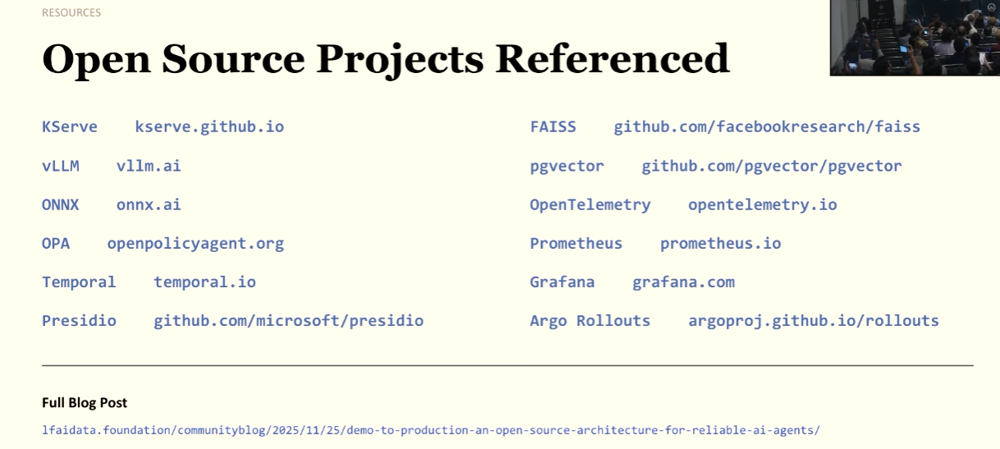 RESOURCES
Open Source Projects Referenced
KServe kserve.github.io
vLLM vllm.ai
ONNX onnx.ai
OPA openpolicyagent.org
Temporal temporal.io
Presidio github.com/microsoft/presidio
FAISS github.com/facebookresearch/faiss
pgvector github.com/pgvector/pgvector
OpenTelemetry opentelemetry.io
Prometheus prometheus.io
Grafana grafana.com
Argo Rollouts argoproj.github.io/rollouts
Full Blog Post
lfaidata.foundation/communityblog/2025/11/25/demo-to-production-an-open-source-architecture-for-reliable-ai-agents/